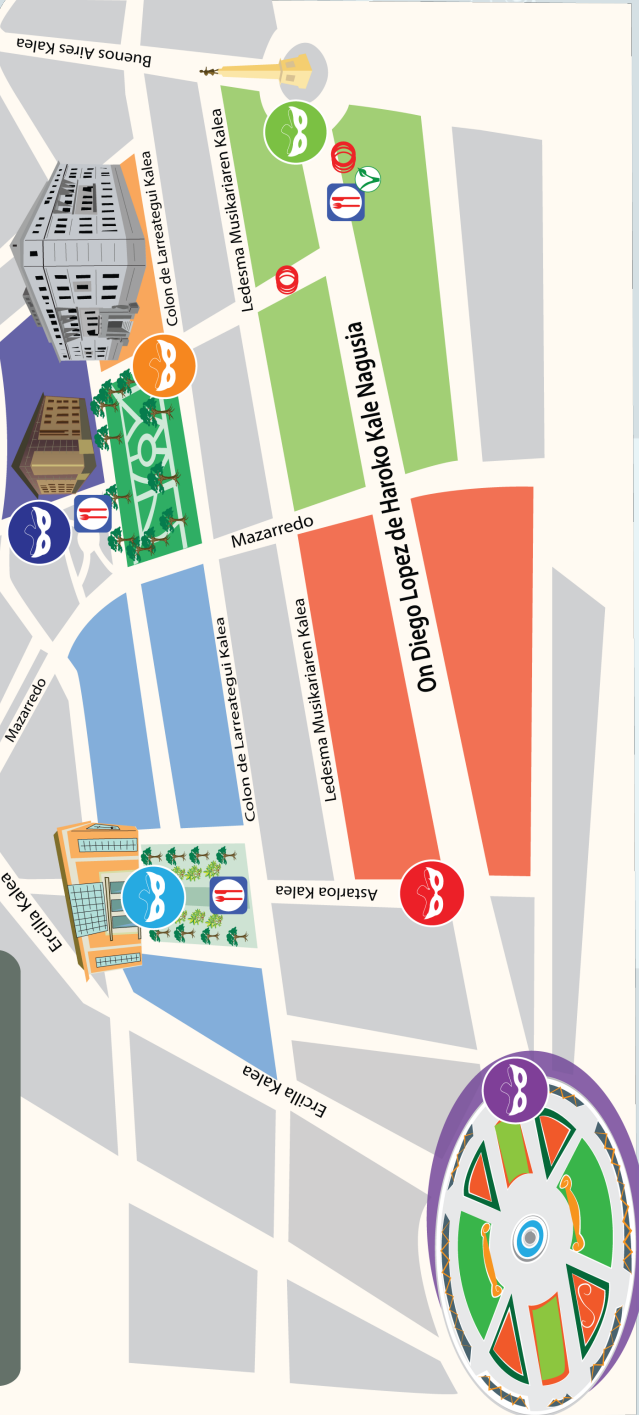 Buenos Aires Kalea
Colon de Larreategui Kalea
Ledesma Musikariaren Kalea
On Diego Lopez de Haroko Kale Nagusia
Mazarredo
Mazarredo
Colon de Larreategui Kalea
Ledesma Musikariaren Kalea
Astarloa Kalea
Ercilla Kalea
Ercilla Kalea